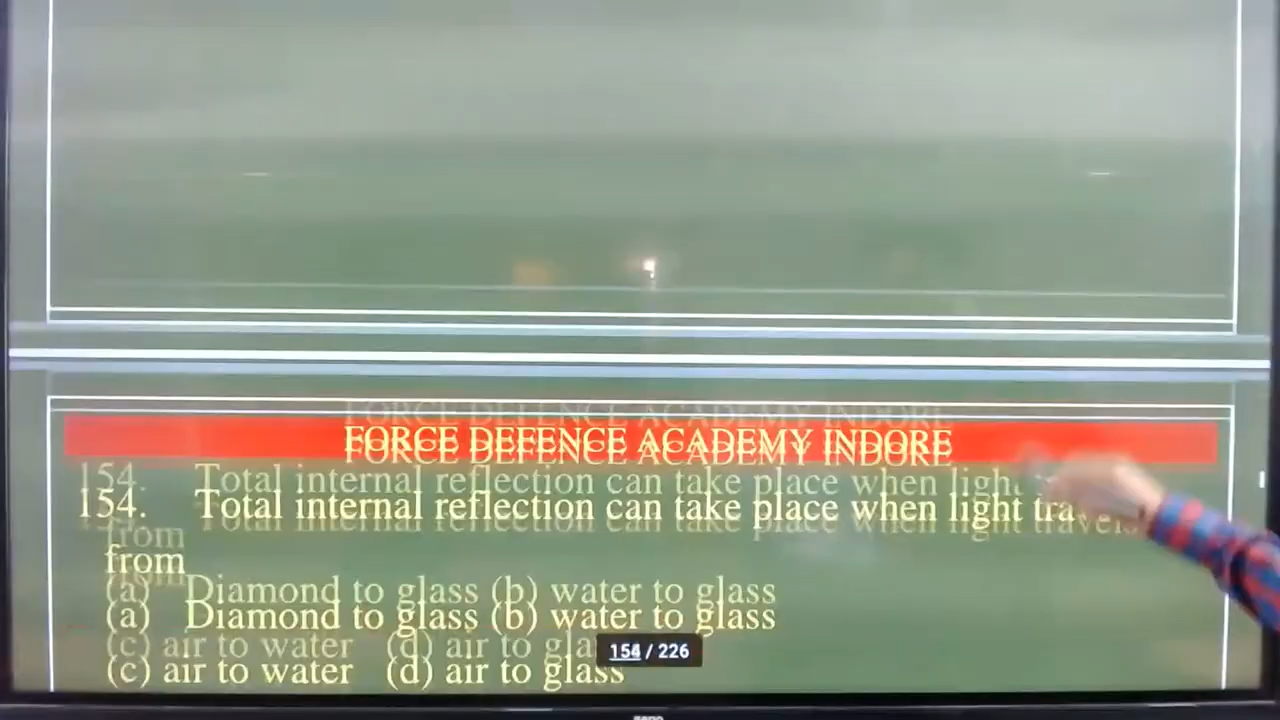 FORCE DEFENCE ACADEMY INDORE
154. Total internal reflection can take place when light travels
from
(a) Diamond to glass (b) water to glass
(c) air to water (d) air to glass
154 / 226